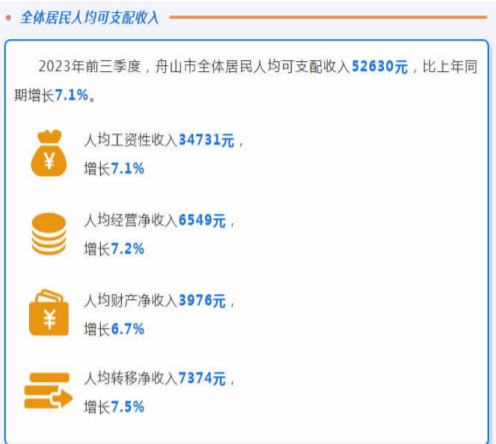 全体居民人均可支配收入
2023年前三季度，舟山市全体居民人均可支配收入52630元，比上年同
期增长7.1%。
人均工资性收入34731元，
增长7.1%
人均经营净收入6549元，
增长7.2%
人均财产净收入3976元，
增长6.7%
人均转移净收入7374元，
增长7.5%